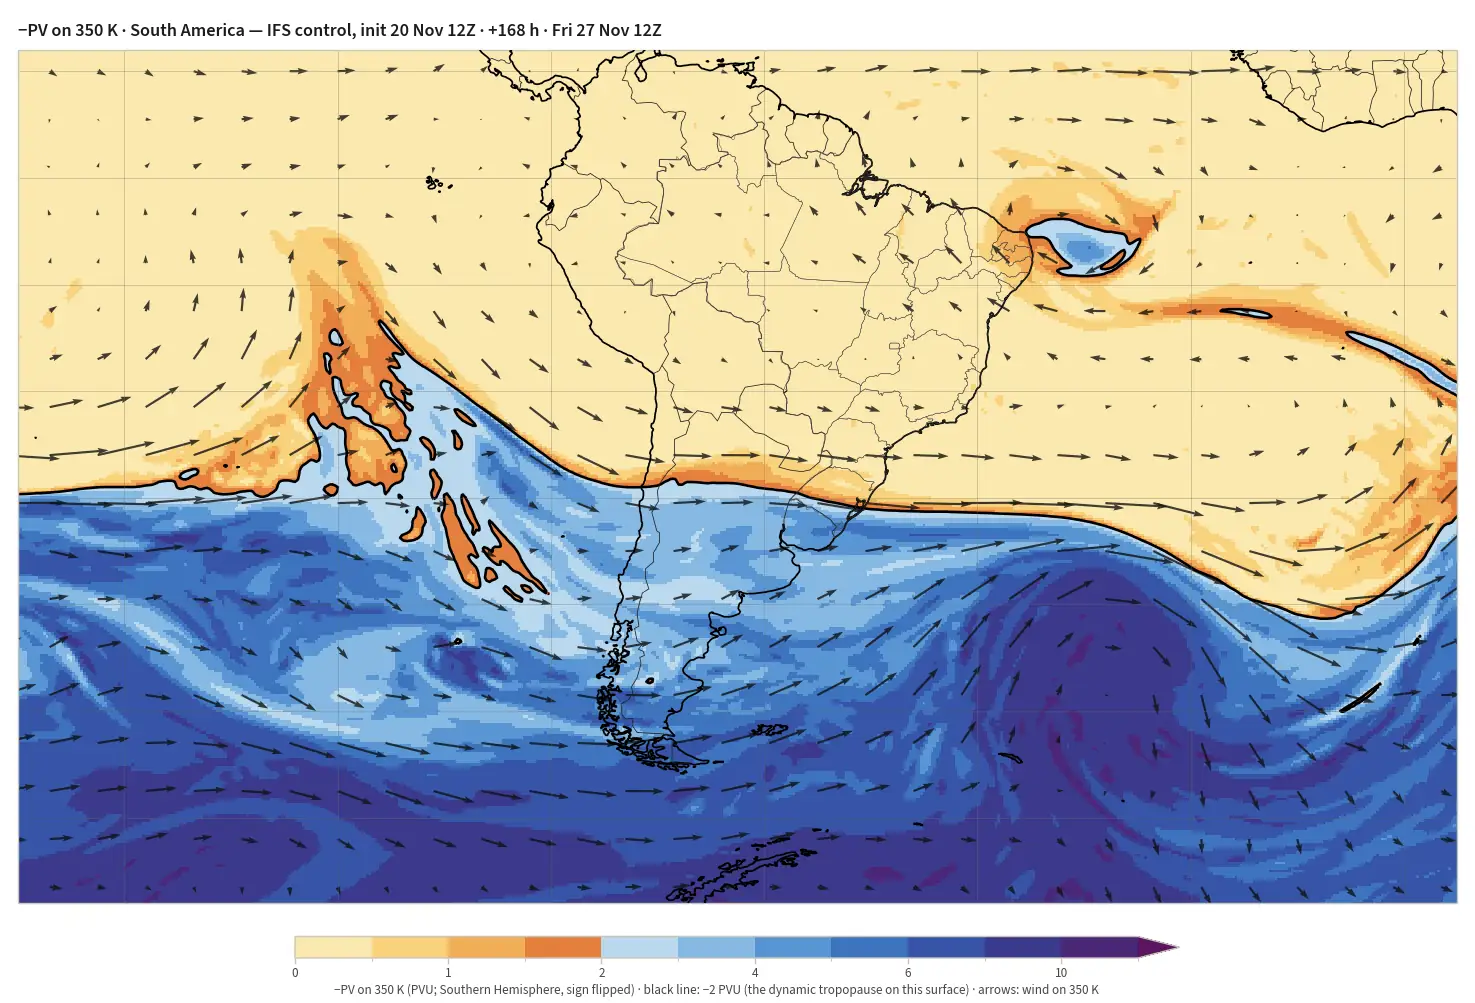 −PV on 350 K · South America — IFS control, init 20 Nov 12Z · +168 h · Fri 27 Nov 12Z
0 1 2 4 6 10
−PV on 350 K (PVU; Southern Hemisphere, sign flipped) · black line: −2 PVU (the dynamic tropopause on this surface) · arrows: wind on 350 K